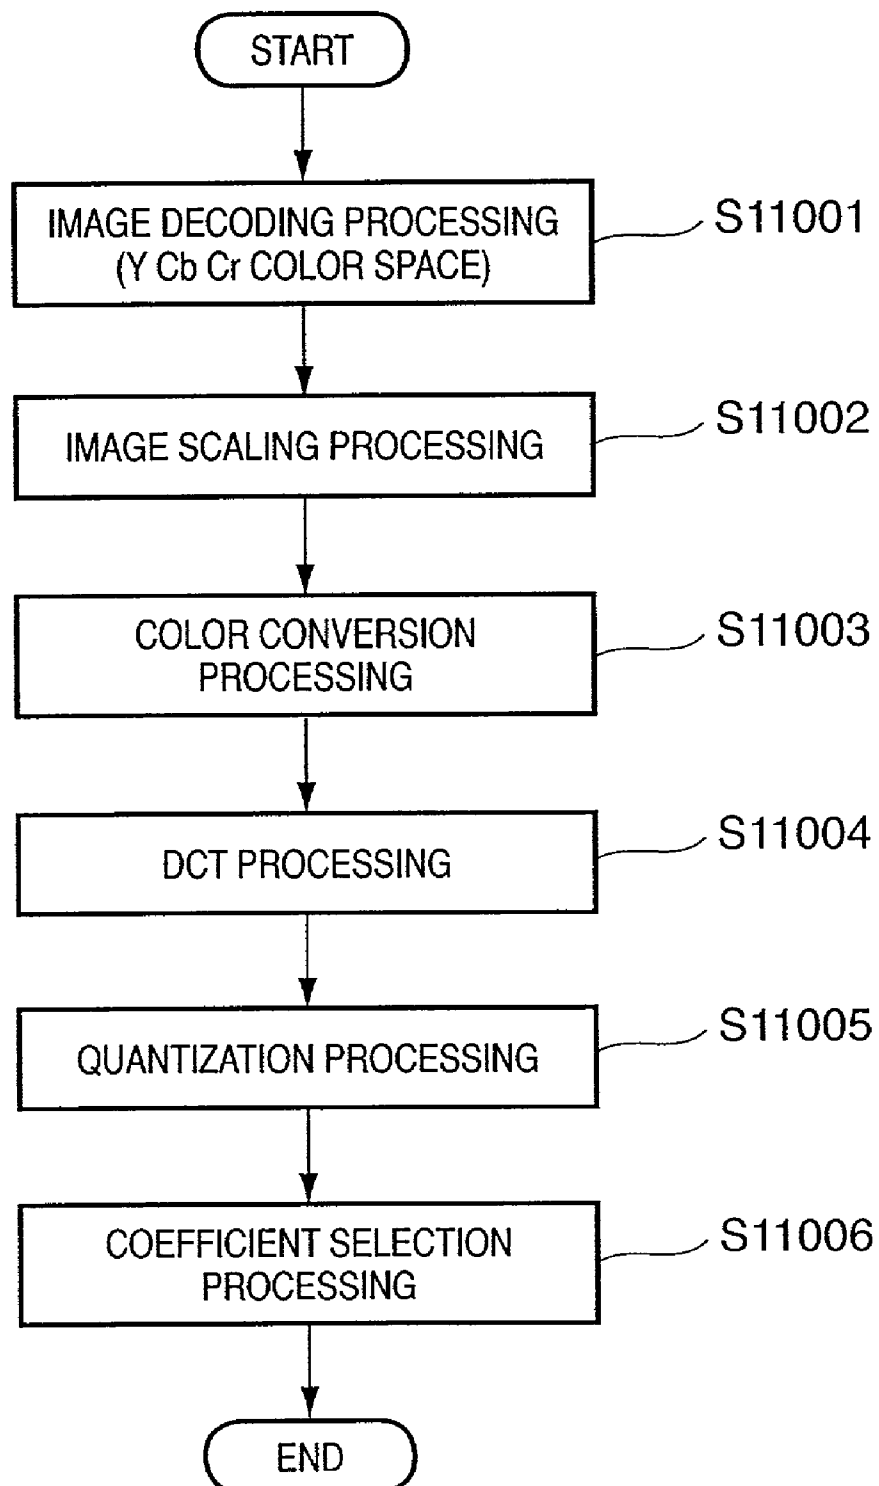 START
IMAGE DECODING PROCESSING
(Y Cb Cr COLOR SPACE)
S11001
IMAGE SCALING PROCESSING
S11002
COLOR CONVERSION
PROCESSING
S11003
DCT PROCESSING
S11004
QUANTIZATION PROCESSING
S11005
COEFFICIENT SELECTION
PROCESSING
S11006
END